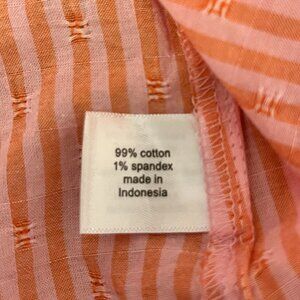 99% cotton
1% spandex
made in
Indonesia